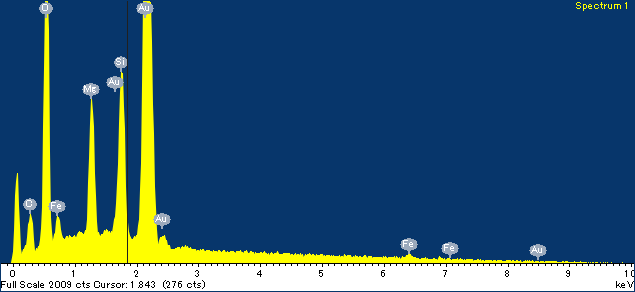 Spectrum 1
O Au
Si
Mg Au
C Fe Au
Fe Fe Au
0 1 2 3 4 5 6 7 8 9 10
Full Scale 2009 cts Cursor: 1.843 (276 cts) keV